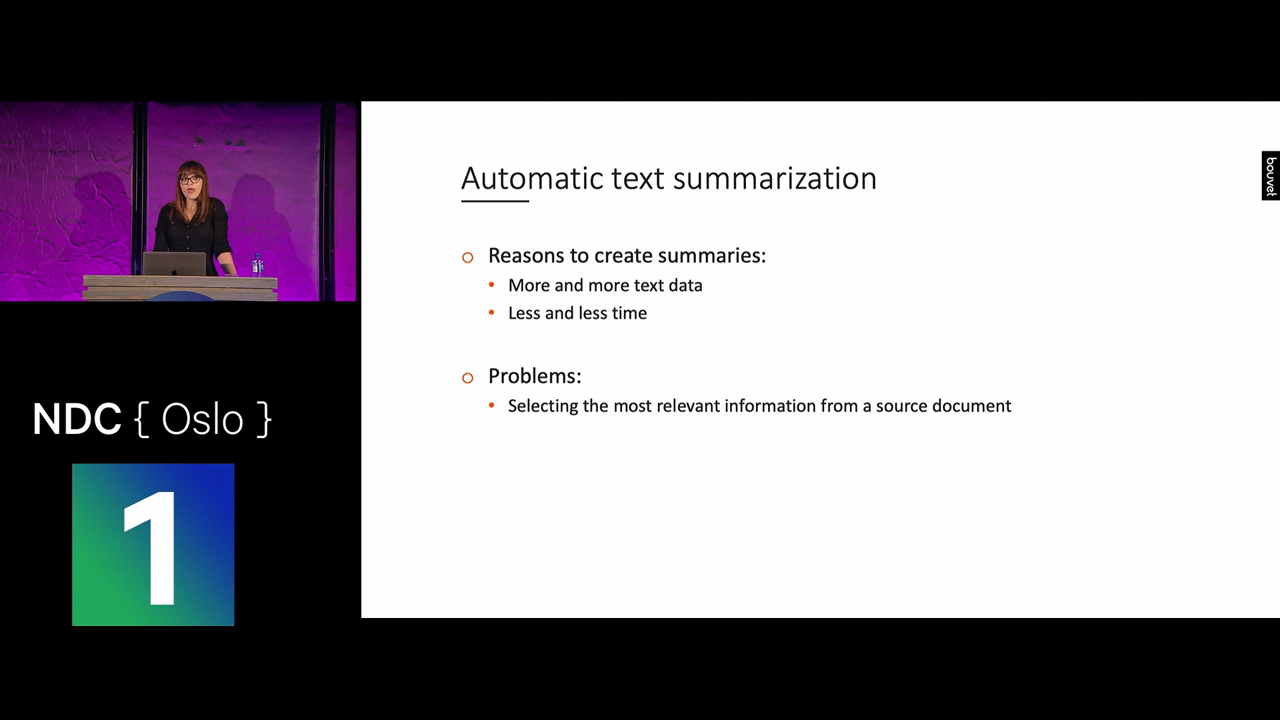 Automatic text summarization
bouvet
Reasons to create summaries:
More and more text data
Less and less time
Problems:
Selecting the most relevant information from a source document
NDC { Oslo }
1